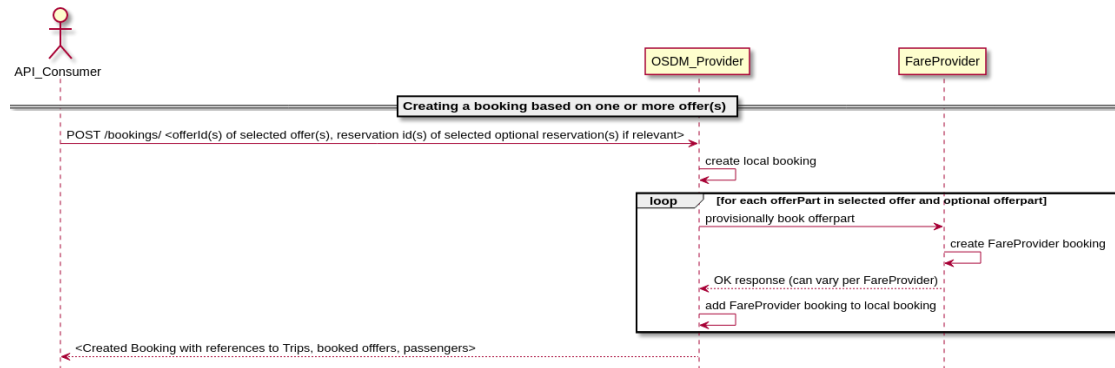 API_Consumer
OSDM_Provider
FareProvider
Creating a booking based on one or more offer(s)
POST /bookings/ <offerId(s) of selected offer(s), reservation id(s) of selected optional reservation(s) if relevant>
create local booking
loop [for each offerPart in selected offer and optional offerpart]
provisionally book offerpart
create FareProvider booking
OK response (can vary per FareProvider)
add FareProvider booking to local booking
<Created Booking with references to Trips, booked offfers, passengers>